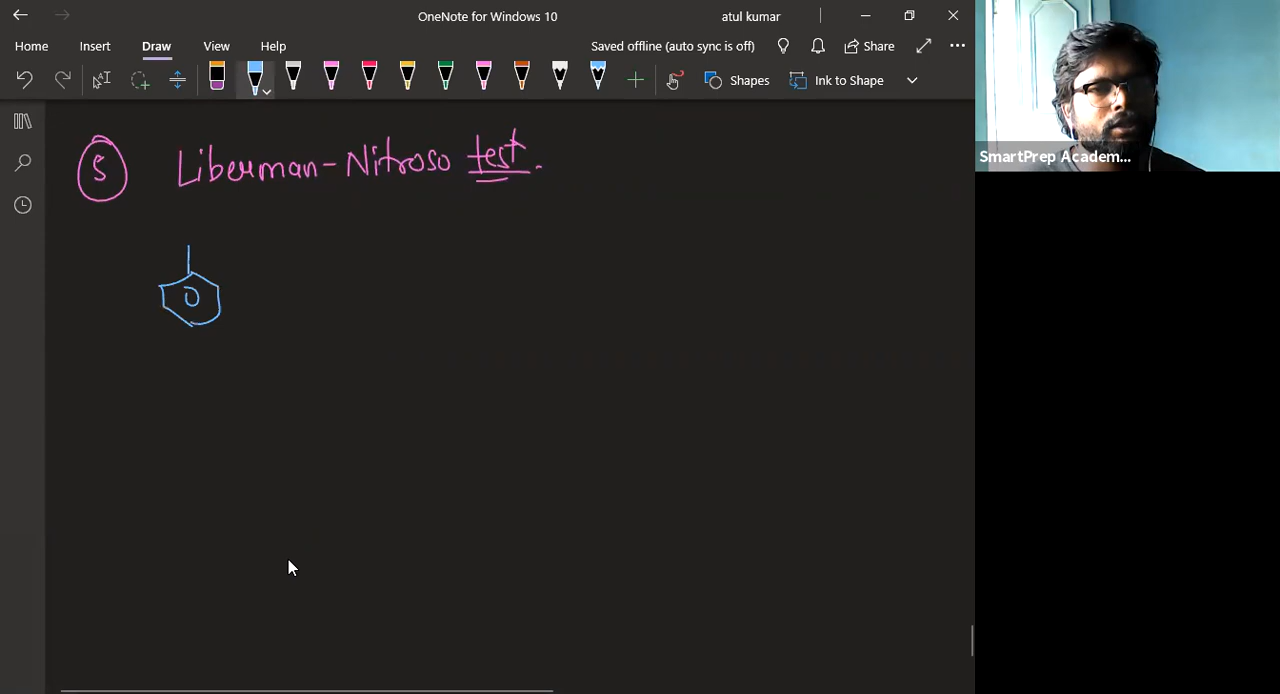 OneNote for Windows 10
atul kumar
Home Insert Draw View Help
Saved offline (auto sync is off)
Share
Shapes
Ink to Shape
SmartPrep Academ...
5 Liberman-Nitroso test.